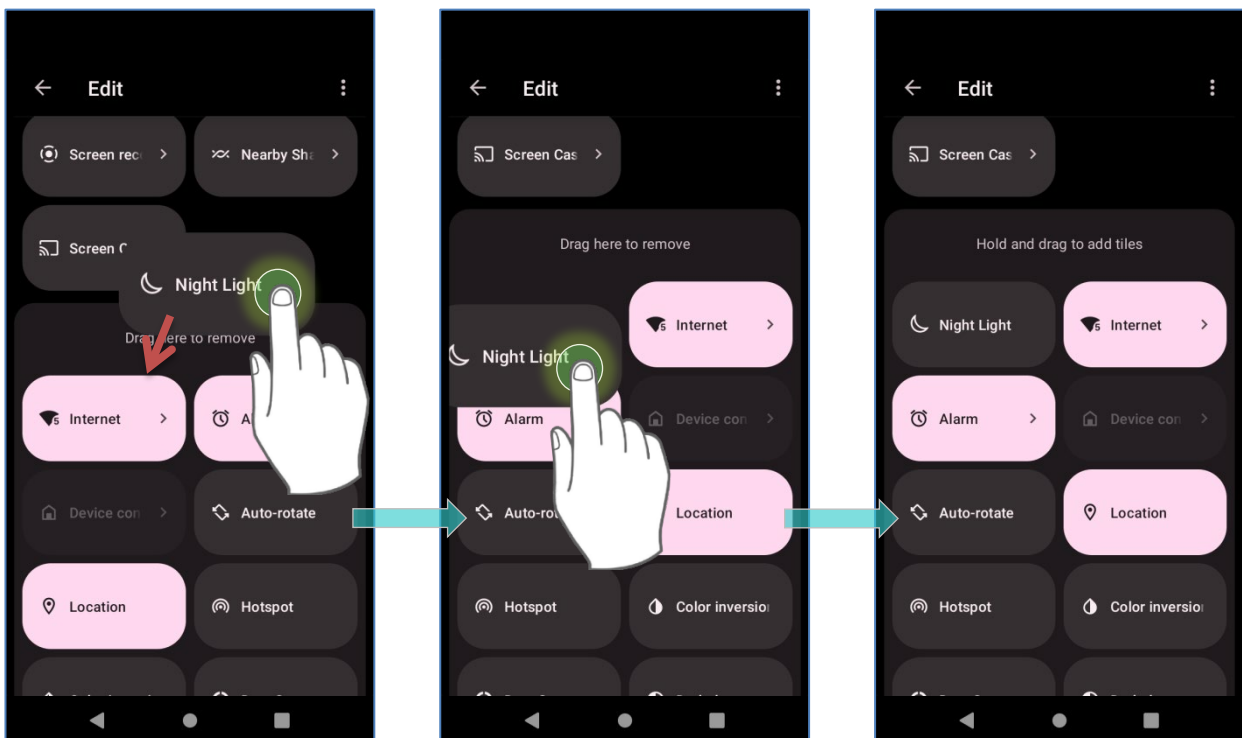 Edit
Screen rec
Nearby Sha
Screen C
Night Light
Drag here to remove
Internet
Device con
Auto-rotate
Location
Hotspot
Edit
Screen Cas
Drag here to remove
Internet
Night Light
Alarm
Device con
Auto-rot
Location
Hotspot
Color inversio
Edit
Screen Cas
Hold and drag to add tiles
Night Light
Internet
Alarm
Device con
Auto-rotate
Location
Hotspot
Color inversio